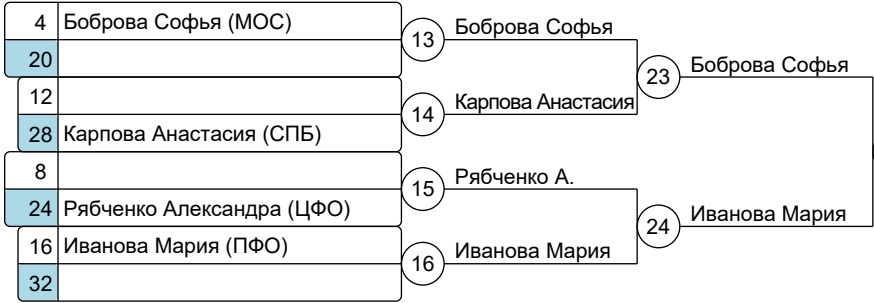 4 Боброва Софья (МОС)
20
12
28 Карпова Анастасия (СПБ)
8
24 Рябченко Александра (ЦФО)
16 Иванова Мария (ПФО)
32
13 Боброва Софья
14 Карпова Анастасия
15 Рябченко А.
16 Иванова Мария
23 Боброва Софья
24 Иванова Мария